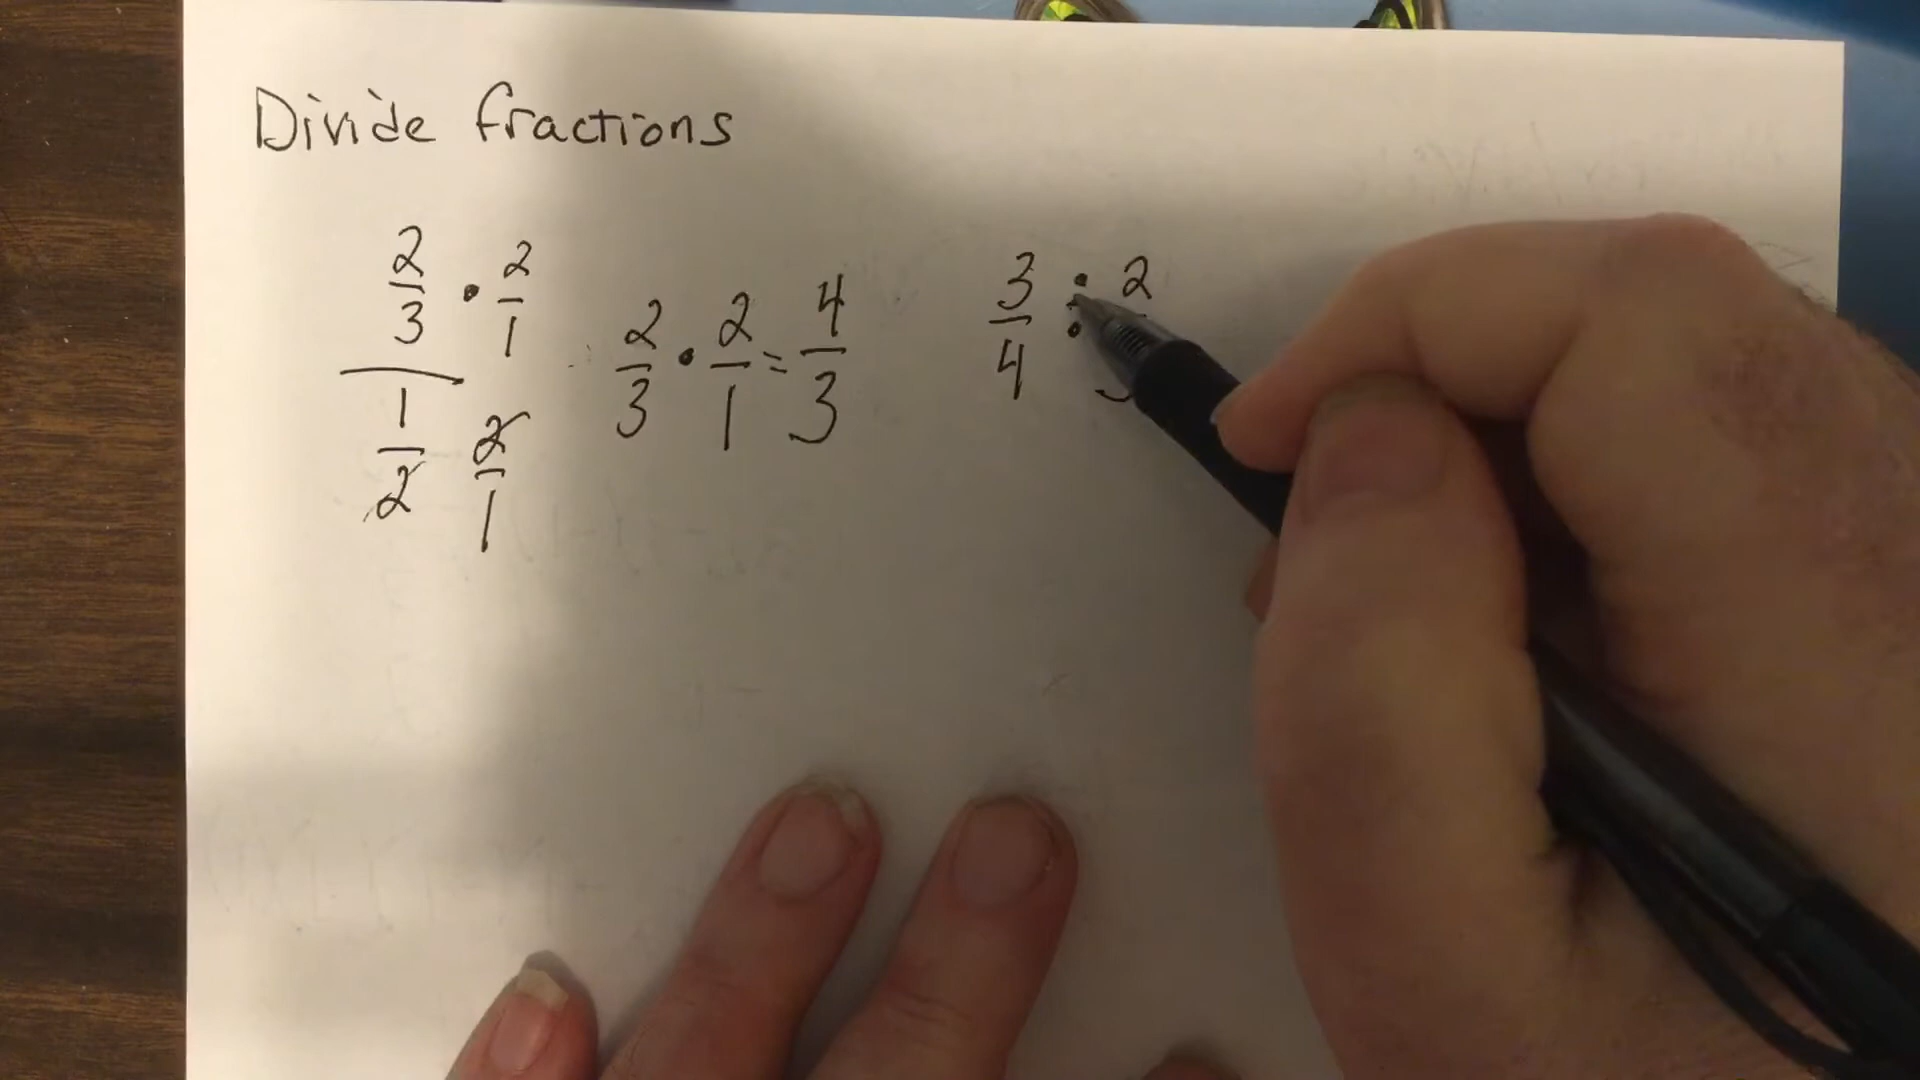 Divide fractions
2/3 · 2/1
1/2 2/1
2/3 · 2/1 = 4/3
3/4 ÷ 2/